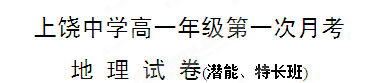 上饶中学高一年级第一次月考
地 理 试 卷(潜能、特长班)